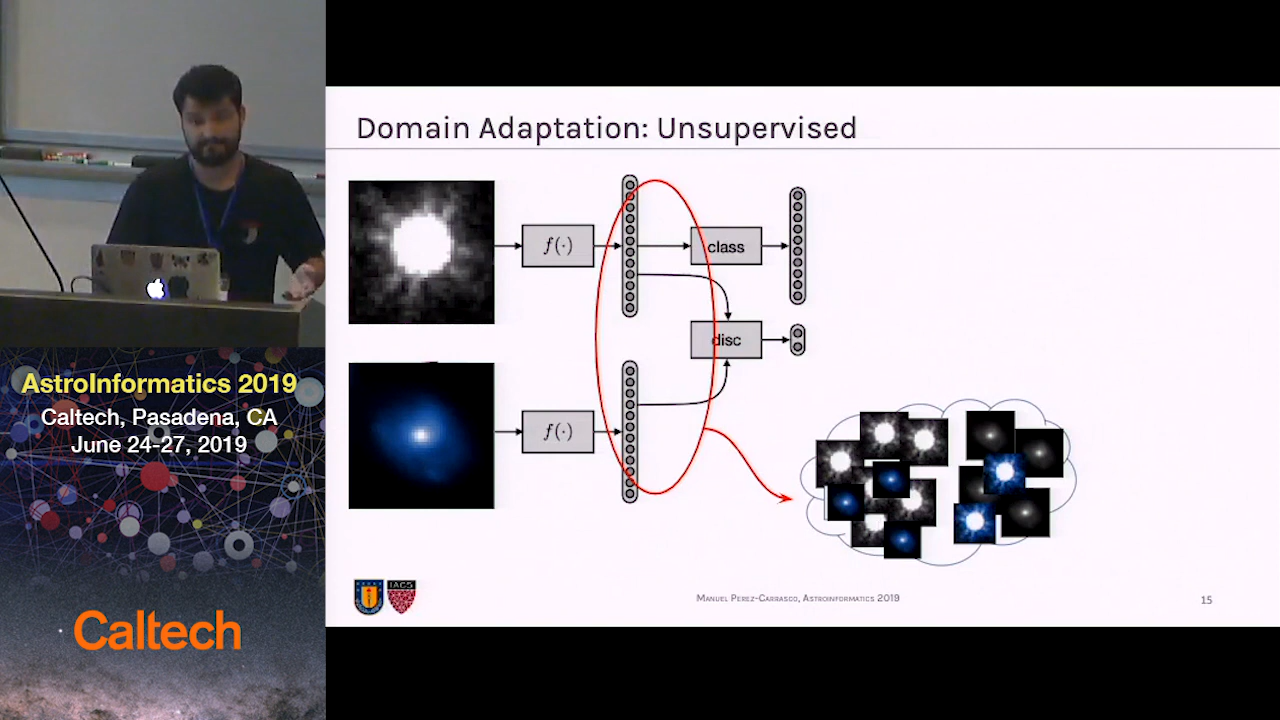 Domain Adaptation: Unsupervised
f(·)
class
disc
f(·)
AstroInformatics 2019
Caltech, Pasadena, CA
June 24-27, 2019
Caltech
IACS
Manuel Perez-Carrasco, Astroinformatics 2019
15